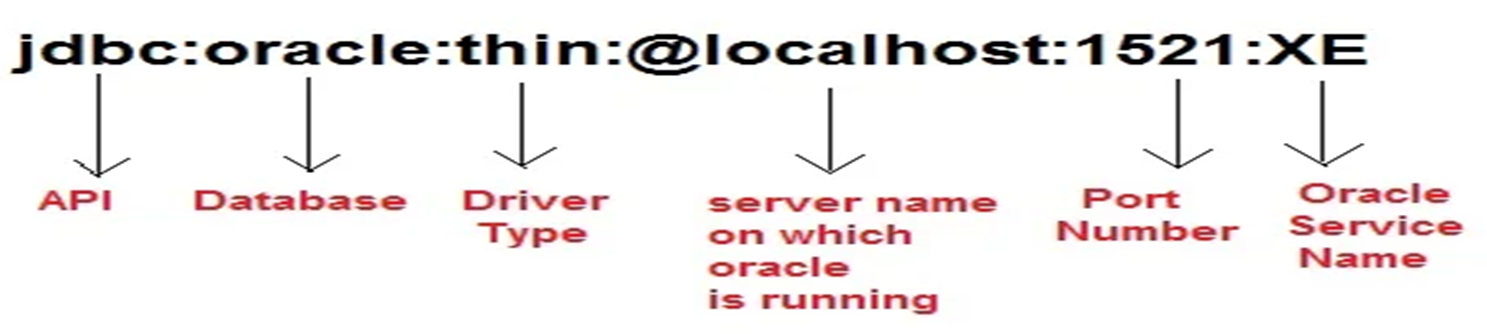 jdbc:oracle:thin:@localhost:1521:XE
API
Database
Driver
Type
server name
on which
oracle
is running
Port
Number
Oracle
Service
Name